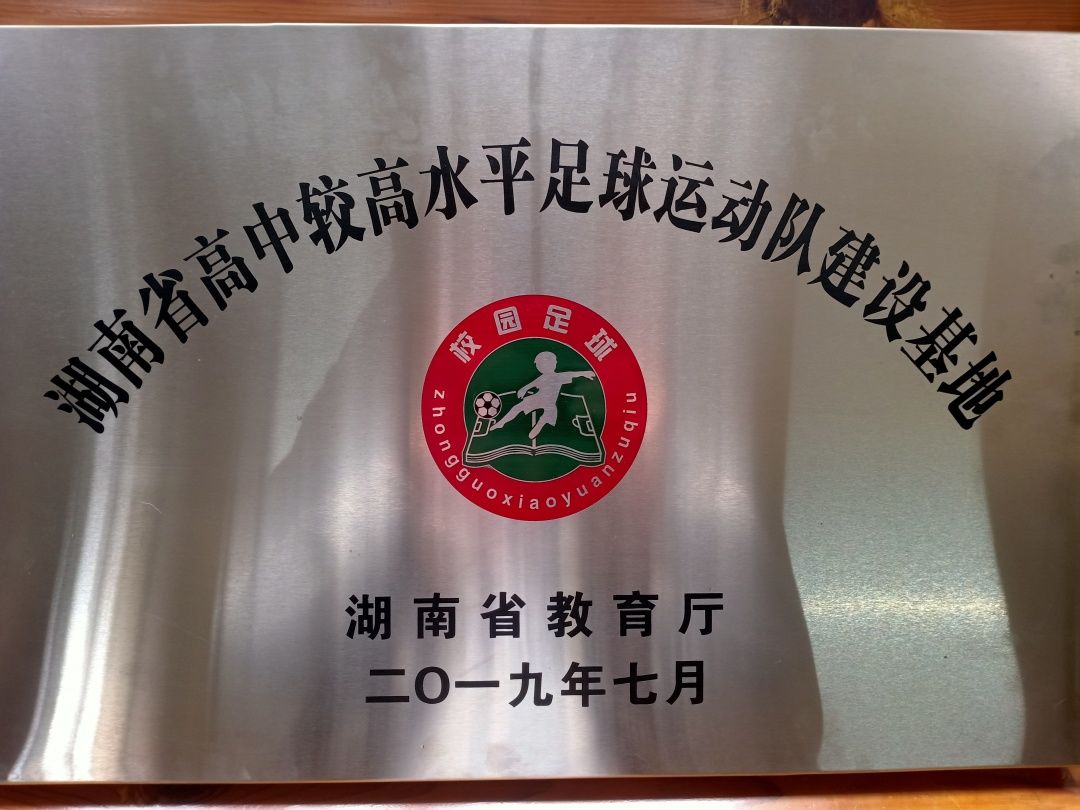 湖南省高中较高水平足球运动队建设基地
校园足球
zhongguoxiaoyuanzuqiu
湖南省教育厅
二〇一九年七月